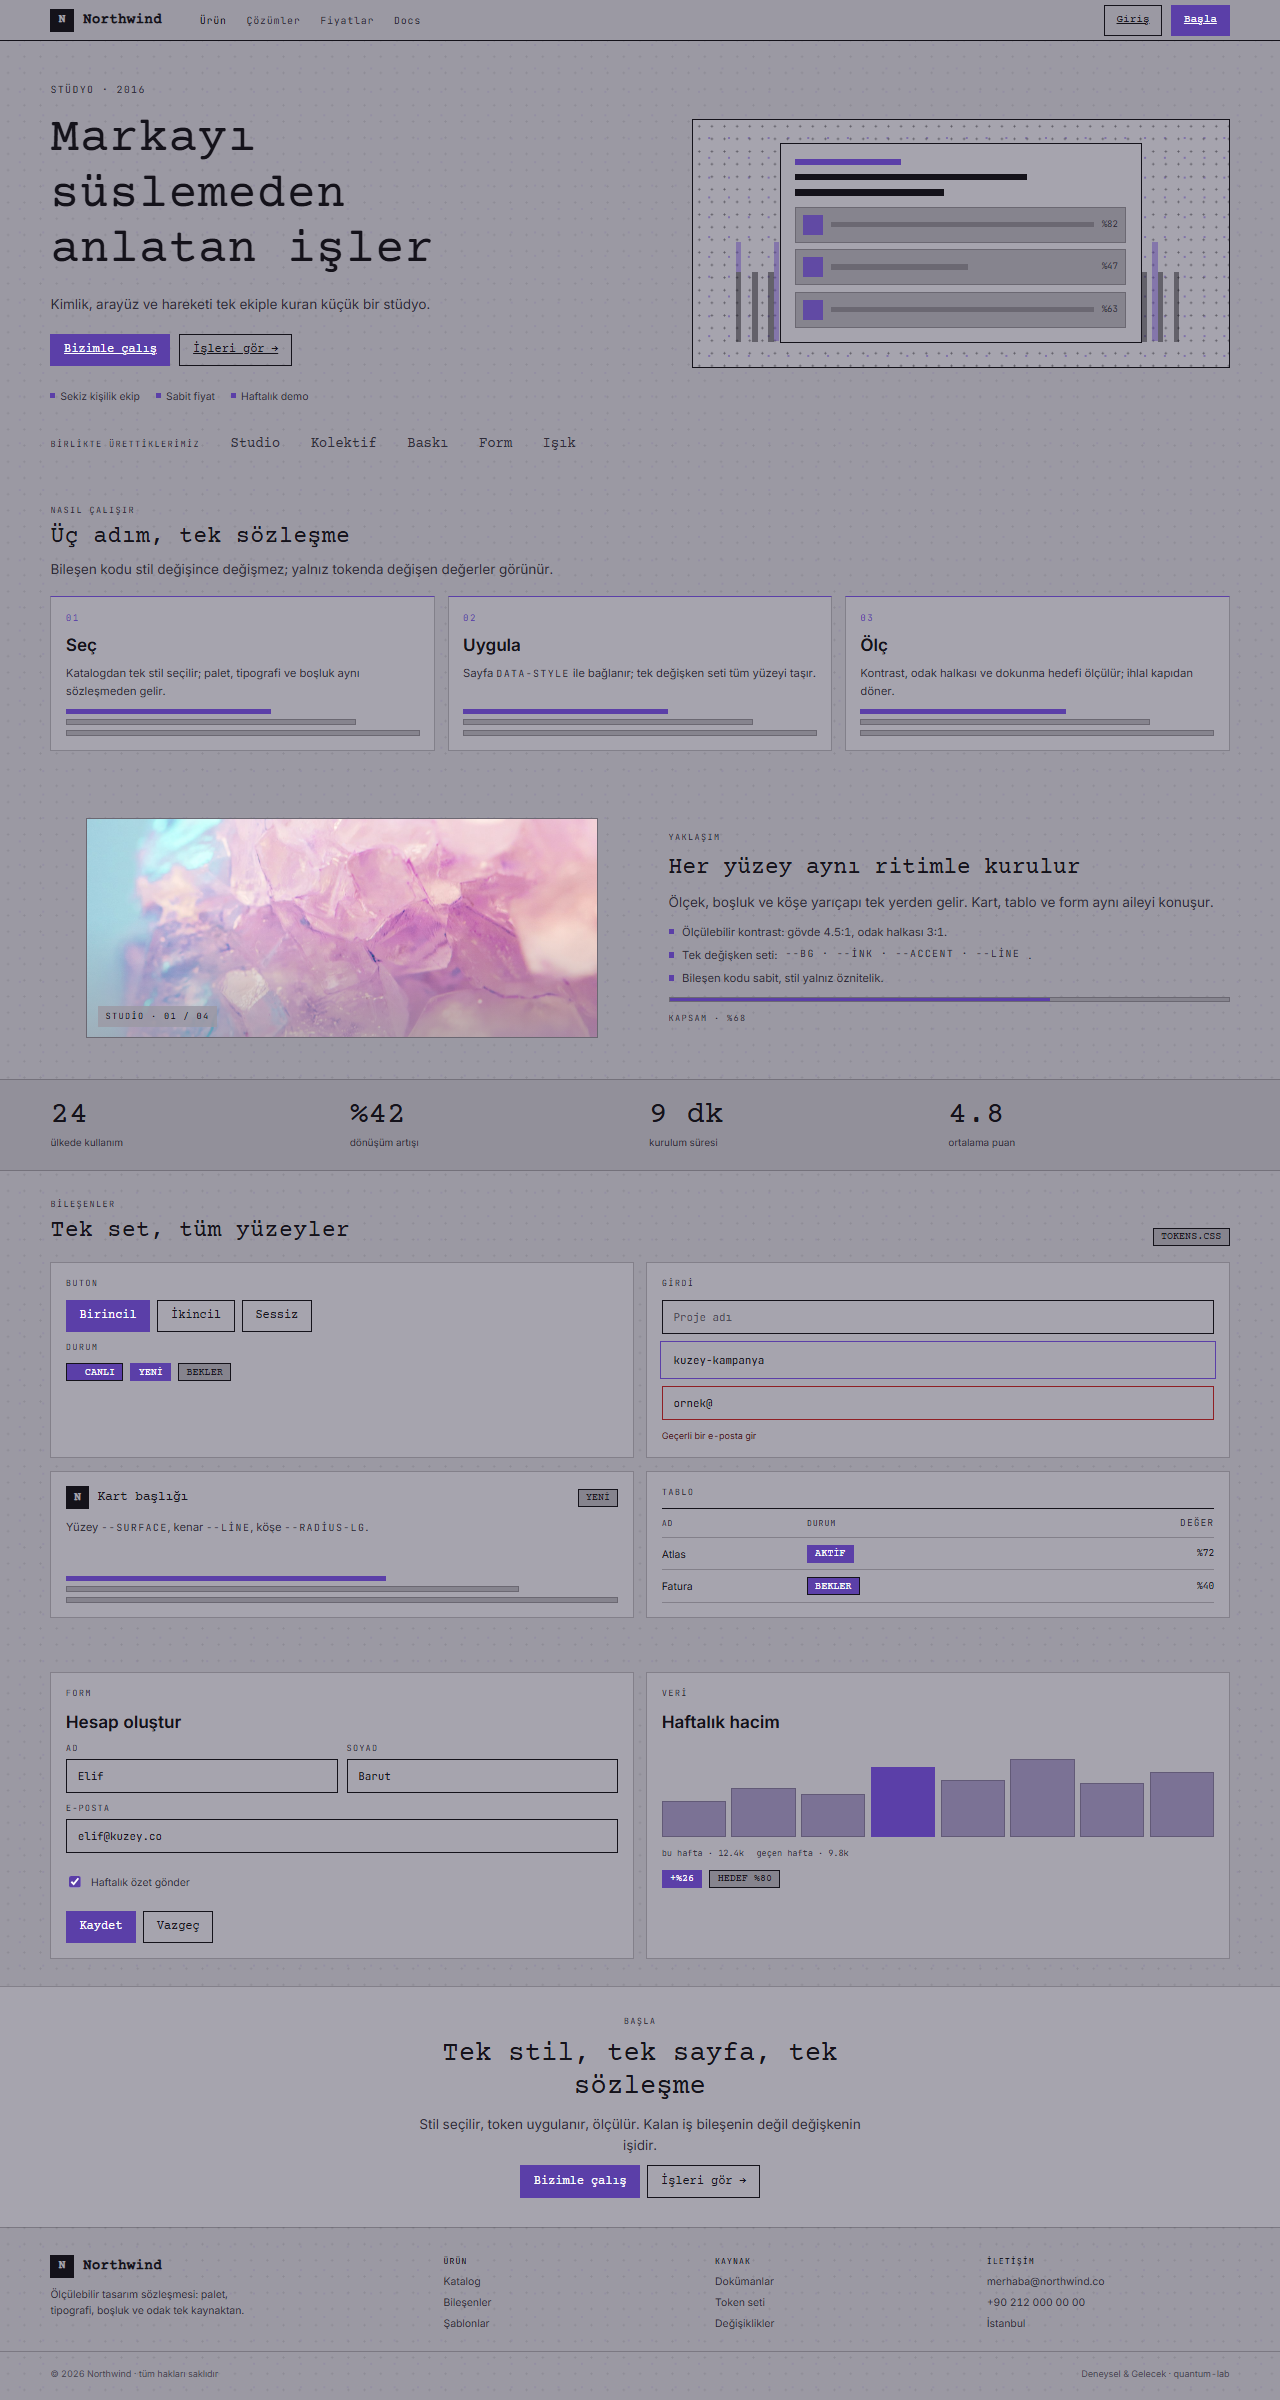 N Northwind Ürün Çözümler Fiyatlar Docs Giriş Başla
STÜDYO · 2016
Markayı
süslemeden
anlatan işler
Kimlik, arayüz ve hareketi tek ekiple kuran küçük bir stüdyo.
Bizimle çalış İşleri gör →
Sekiz kişilik ekip Sabit fiyat Haftalık demo
%82
%47
%63
BİRLİKTE ÜRETTİKLERİMİZ Studio Kolektif Baskı Form Işık
NASIL ÇALIŞIR
Üç adım, tek sözleşme
Bileşen kodu stil değişince değişmez; yalnız tokenda değişen değerler görünür.
01
Seç
Katalogdan tek stil seçilir; palet, tipografi ve boşluk aynı
sözleşmeden gelir.
02
Uygula
Sayfa DATA-STYLE ile bağlanır; tek değişken seti tüm yüzeyi taşır.
03
Ölç
Kontrast, odak halkası ve dokunma hedefi ölçülür; ihlal kapıdan
döner.
STUDİO · 01 / 04
YAKLAŞIM
Her yüzey aynı ritimle kurulur
Ölçek, boşluk ve köşe yarıçapı tek yerden gelir. Kart, tablo ve form aynı aileyi konuşur.
Ölçülebilir kontrast: gövde 4.5:1, odak halkası 3:1.
Tek değişken seti: --BG · --İNK · --ACCENT · --LİNE .
Bileşen kodu sabit, stil yalnız öznitelik.
KAPSAM · %68
24 %42 9 dk 4.8
ülkede kullanım dönüşüm artışı kurulum süresi ortalama puan
BİLEŞENLER
Tek set, tüm yüzeyler
TOKENS.CSS
BUTON
Birincil İkincil Sessiz
DURUM
CANLI YENİ BEKLER
GİRDİ
Proje adı
kuzey-kampanya
ornek@
Geçerli bir e-posta gir
N Kart başlığı YENİ
Yüzey --SURFACE, kenar --LİNE, köşe --RADİUS-LG.
TABLO
AD DURUM DEĞER
Atlas AKTİF %72
Fatura BEKLER %40
FORM
Hesap oluştur
AD SOYAD
Elif Barut
E-POSTA
elif@kuzey.co
Haftalık özet gönder
Kaydet Vazgeç
VERİ
Haftalık hacim
bu hafta · 12.4k geçen hafta · 9.8k
+%26 HEDEF %80
BAŞLA
Tek stil, tek sayfa, tek
sözleşme
Stil seçilir, token uygulanır, ölçülür. Kalan iş bileşenin değil değişkenin
işidir.
Bizimle çalış İşleri gör →
N Northwind
Ölçülebilir tasarım sözleşmesi: palet,
tipografi, boşluk ve odak tek kaynaktan.
ÜRÜN
Katalog
Bileşenler
Şablonlar
KAYNAK
Dokümanlar
Token seti
Değişiklikler
İLETİŞİM
merhaba@northwind.co
+90 212 000 00 00
İstanbul
© 2026 Northwind · tüm hakları saklıdır
Deneysel & Gelecek · quantum-lab